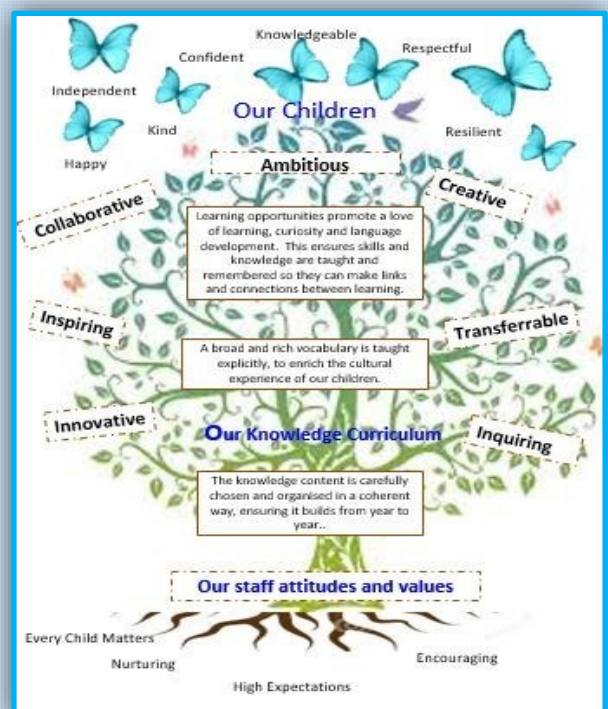 Knowledgeable
Confident
Respectful
Independent
Our Children
Kind
Resilient
Happy
Ambitious
Collaborative
Creative
Learning opportunities promote a love
of learning, curiosity and language
development. This ensures skills and
knowledge are taught and
remembered so they can make links
and connections between learning.
Inspiring
Transferrable
A broad and rich vocabulary is taught
explicitly, to enrich the cultural
experience of our children.
Innovative
Our Knowledge Curriculum
Inquiring
The knowledge content is carefully
chosen and organised in a coherent
way, ensuring it builds from year to
year..
Our staff attitudes and values
Every Child Matters
Nurturing
Encouraging
High Expectations